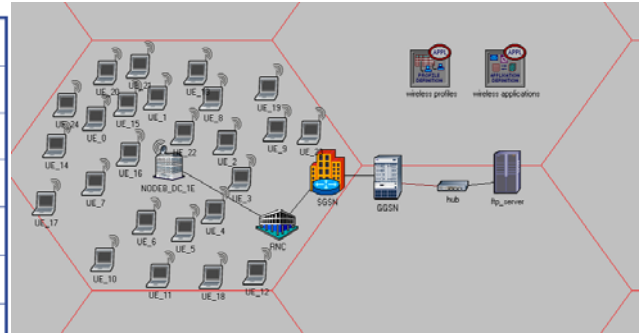 APPL
APPL
PROFILE
DEFINITION
APPLICATION
DEFINITION
wireless profiles
wireless applications
UE_20
UE_19
UE_24
UE_0
UE_15
UE_1
UE_8
UE_9
UE_14
UE_16
UE_22
UE_2
NODEB_DC_1E
UE_7
UE_3
SGSN
GGSN
hub
ftp_server
UE_17
UE_6
UE_5
UE_4
RNC
UE_10
UE_11
UE_18
UE_12